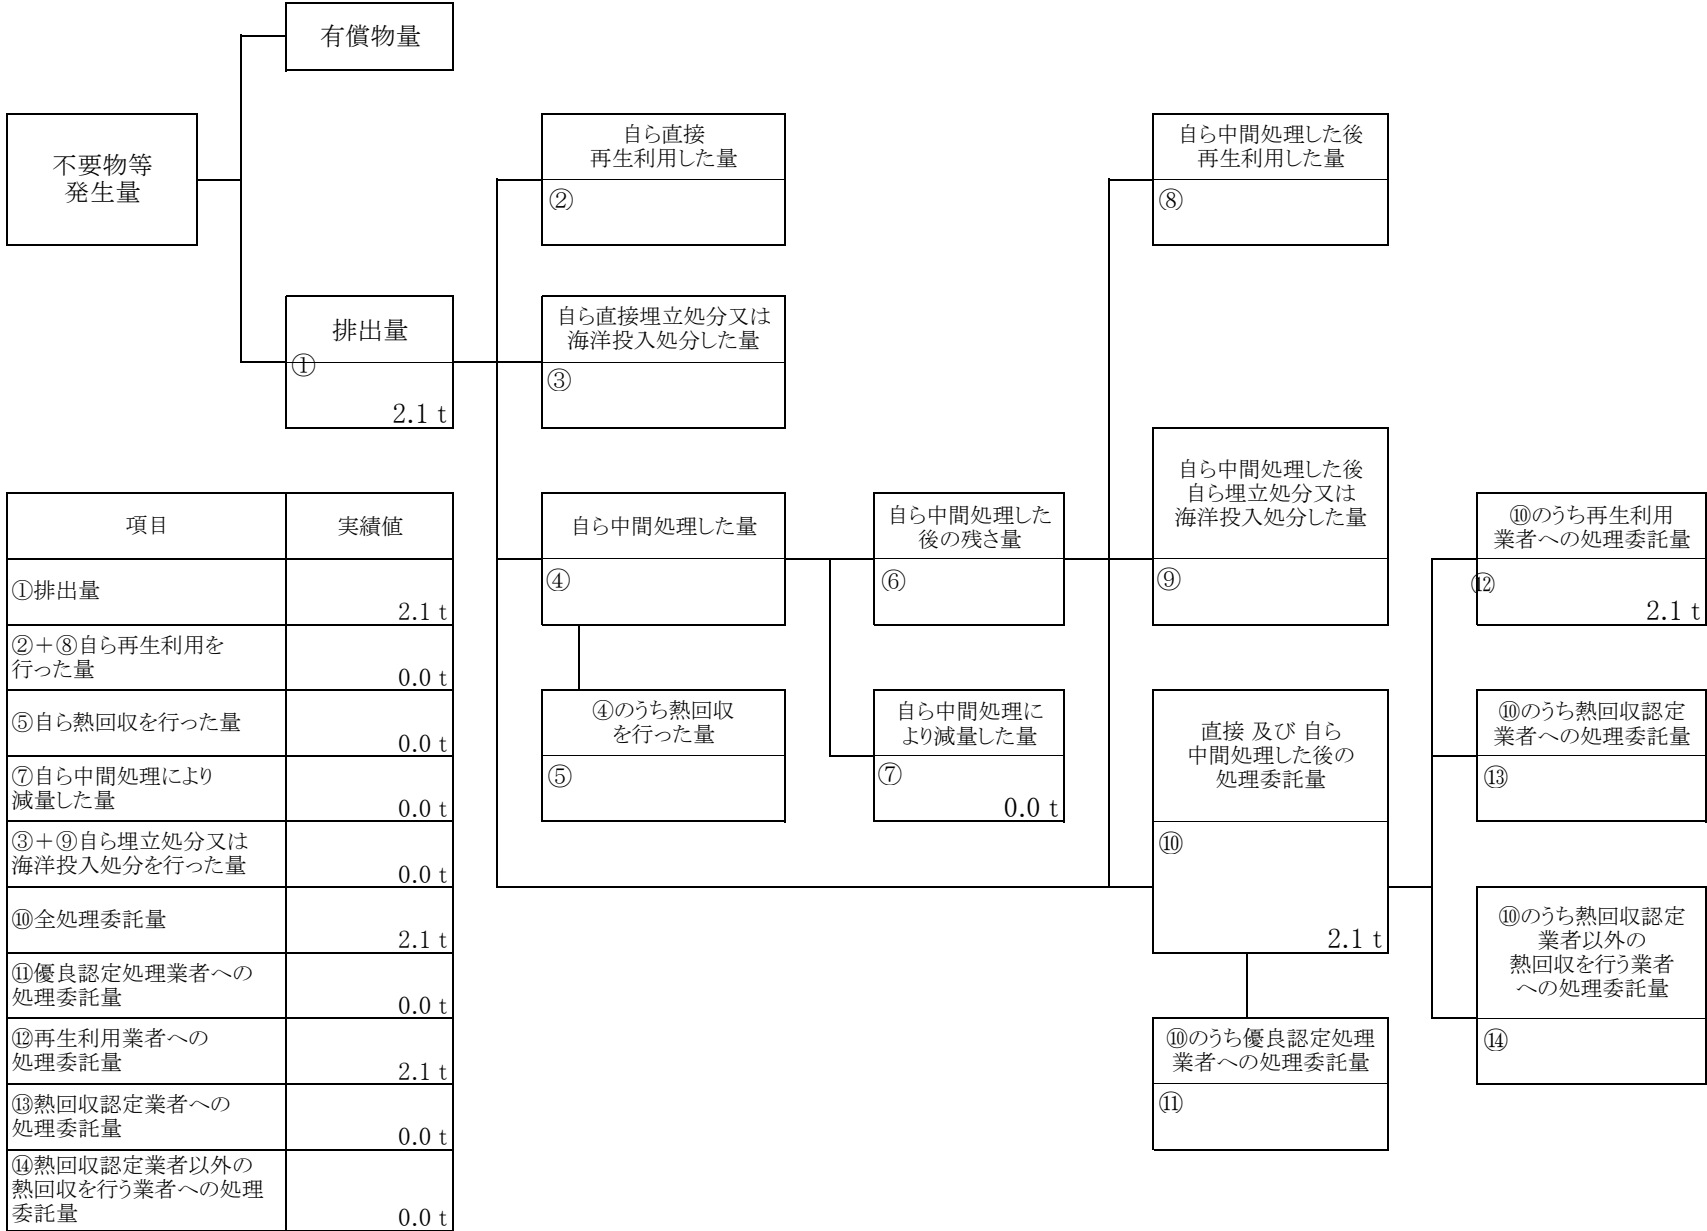 有償物量
不要物等
発生量
排出量
①
2.1 t
自ら直接
再生利用した量
②
自ら直接埋立処分又は
海洋投入処分した量
③
自ら中間処理した量
④
④のうち熱回収
を行った量
⑤
自ら中間処理した
後の残さ量
⑥
自ら中間処理に
より減量した量
⑦
0.0 t
自ら中間処理した後
再生利用した量
⑧
自ら中間処理した後
自ら埋立処分又は
海洋投入処分した量
⑨
直接 及び 自ら
中間処理した後の
処理委託量
⑩
2.1 t
⑩のうち優良認定処理
業者への処理委託量
⑪
⑩のうち再生利用
業者への処理委託量
⑫
2.1 t
⑩のうち熱回収認定
業者への処理委託量
⑬
⑩のうち熱回収認定
業者以外の
熱回収を行う業者
への処理委託量
⑭
項目 実績値
①排出量
2.1 t
②＋⑧自ら再生利用を
行った量
0.0 t
⑤自ら熱回収を行った量
0.0 t
⑦自ら中間処理により
減量した量
0.0 t
③＋⑨自ら埋立処分又は
海洋投入処分を行った量
0.0 t
⑩全処理委託量
2.1 t
⑪優良認定処理業者への
処理委託量
0.0 t
⑫再生利用業者への
処理委託量
2.1 t
⑬熱回収認定業者への
処理委託量
0.0 t
⑭熱回収認定業者以外の
熱回収を行う業者への処理
委託量
0.0 t